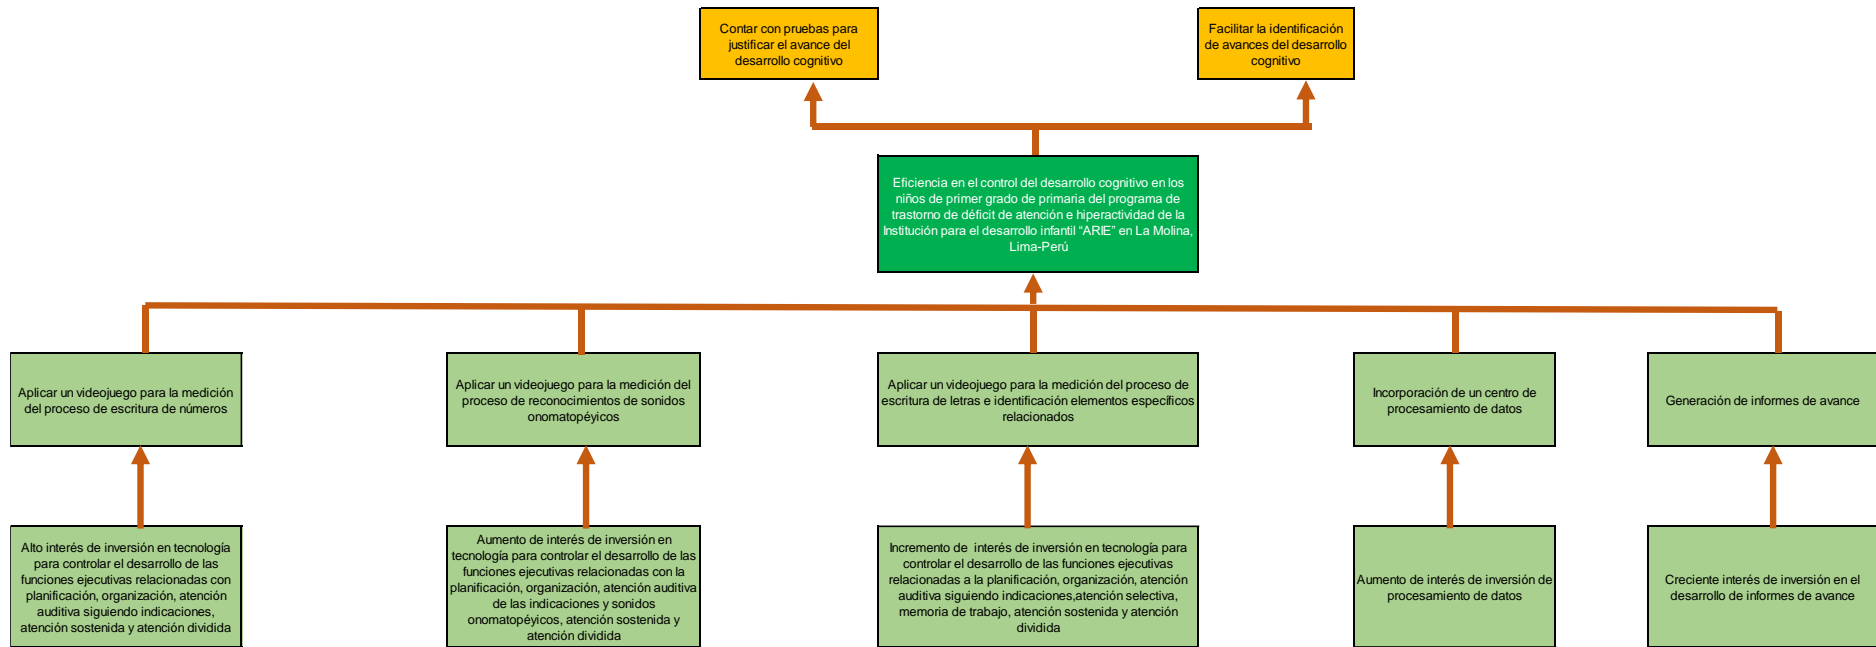 Contar con pruebas para
justificar el avance del
desarrollo cognitivo
Facilitar la identificación
de avances del desarrollo
cognitivo
Eficiencia en el control del desarrollo cognitivo en los
niños de primer grado de primaria del programa de
trastorno de déficit de atención e hiperactividad de la
Institución para el desarrollo infantil “ARIE” en La Molina,
Lima-Perú
Aplicar un videojuego para la medición
del proceso de escritura de números
Aplicar un videojuego para la medición del
proceso de reconocimientos de sonidos
onomatopéyicos
Aplicar un videojuego para la medición del proceso de
escritura de letras e identificación elementos específicos
relacionados
Incorporación de un centro de
procesamiento de datos
Generación de informes de avance
Alto interés de inversión en tecnología
para controlar el desarrollo de las
funciones ejecutivas relacionadas con
planificación, organización, atención
auditiva siguiendo indicaciones,
atención sostenida y atención dividida
Aumento de interés de inversión en
tecnología para controlar el desarrollo de las
funciones ejecutivas relacionadas con la
planificación, organización, atención auditiva
de las indicaciones y sonidos
onomatopéyicos, atención sostenida y
atención dividida
Incremento de interés de inversión en tecnología para
controlar el desarrollo de las funciones ejecutivas
relacionadas a la planificación, organización, atención
auditiva siguiendo indicaciones,atención selectiva,
memoria de trabajo, atención sostenida y atención
dividida
Aumento de interés de inversión de
procesamiento de datos
Creciente interés de inversión en el
desarrollo de informes de avance